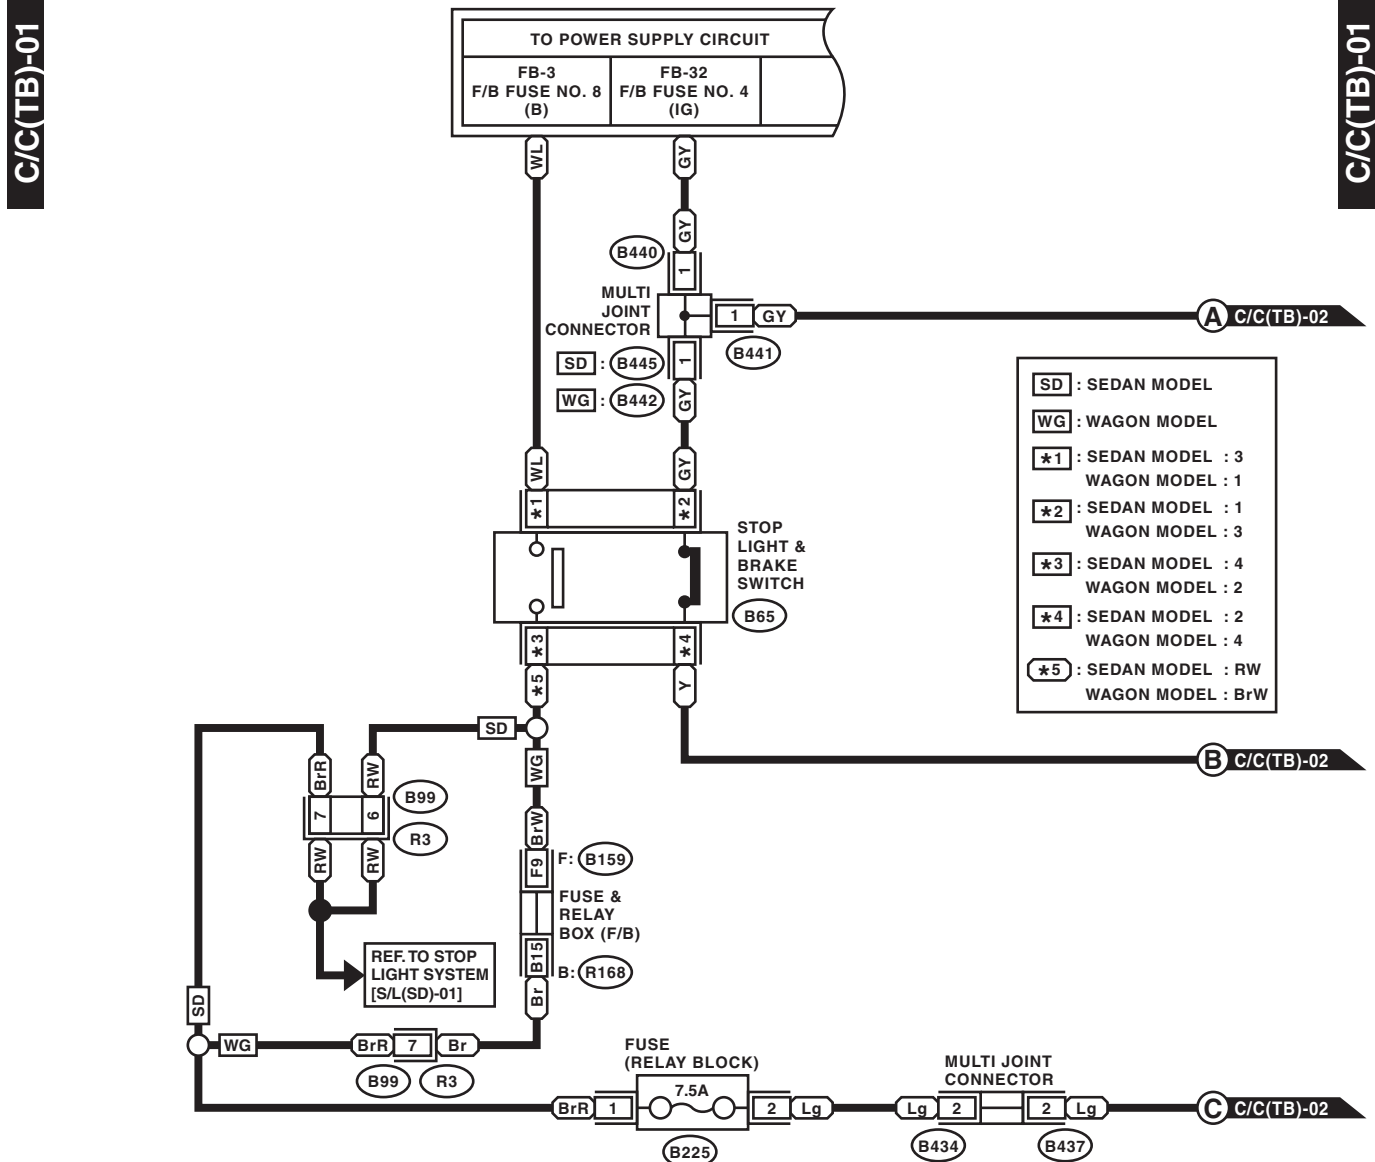 C/C(TB)-01
C/C(TB)-01
TO POWER SUPPLY CIRCUIT
FB-3
F/B FUSE NO. 8
(B)
FB-32
F/B FUSE NO. 4
(IG)
WL
GY
GY
B440
1
MULTI
JOINT
CONNECTOR
1
GY
A
C/C(TB)-02
B441
SD : B445
1
WG : B442
GY
SD : SEDAN MODEL
WG : WAGON MODEL
*1 : SEDAN MODEL : 3
WAGON MODEL : 1
*2 : SEDAN MODEL : 1
WAGON MODEL : 3
*3 : SEDAN MODEL : 4
WAGON MODEL : 2
*4 : SEDAN MODEL : 2
WAGON MODEL : 4
*5 : SEDAN MODEL : RW
WAGON MODEL : BrW
WL
GY
*1
*2
STOP
LIGHT &
BRAKE
SWITCH
B65
*3
*4
*5
Y
SD
WG
B
C/C(TB)-02
BrR
RW
7
6
B99
R3
RW
RW
BrW
F9
F: B159
FUSE &
RELAY
BOX (F/B)
B15
B: R168
Br
REF. TO STOP
LIGHT SYSTEM
[S/L(SD)-01]
SD
WG
BrR
7
Br
B99
R3
FUSE
(RELAY BLOCK)
7.5A
BrR
1
2
Lg
B225
MULTI JOINT
CONNECTOR
Lg
2
2
Lg
B434
B437
C
C/C(TB)-02